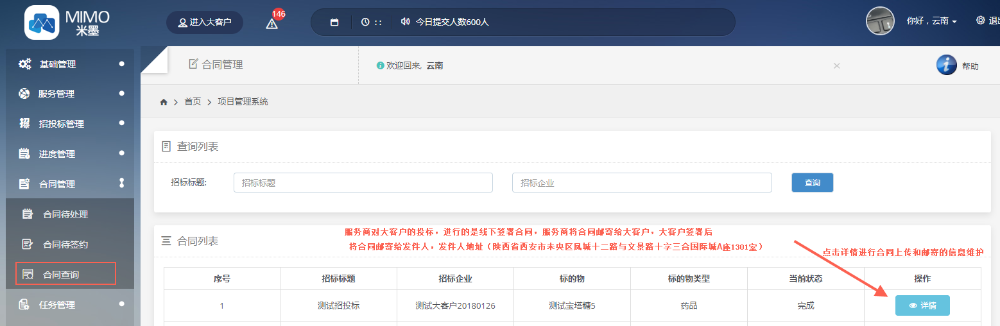 MIMO
米墨
进入大客户
146
: :
今日提交人数600人
你好，云南
退出
基础管理
服务管理
招投标管理
进度管理
合同管理
合同待处理
合同待签约
合同查询
任务管理
合同管理
欢迎回来, 云南
帮助
首页
项目管理系统
查询列表
招标标题:
招标标题
招标企业
查询
合同列表
服务商对大客户的投标，进行的是线下签署合同，服务商将合同邮寄给大客户，大客户签署后
将合同邮寄给发件人，发件人地址（陕西省西安市未央区凤城十二路与文景路十字三合国际城A座1301室）
点击详情进行合同上传和邮寄的信息维护
序号 招标标题 招标企业 标的物 标的物类型 当前状态 操作
1 测试招投标 测试大客户20180126 测试宝塔糖5 药品 完成 详情